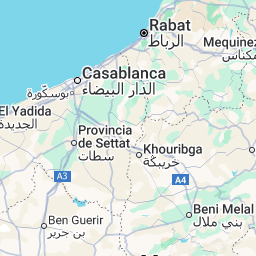 Rabat
الرباط
Mequinez
مكناس
Casablanca
الدار البيضاء
بوسكورة
El Yadida
الجديدة
Provincia
de Settat
سطات
Khouribga
خريبڭة
A3
A4
Beni Melal
بني ملال
Ben Guerir
بن جرير